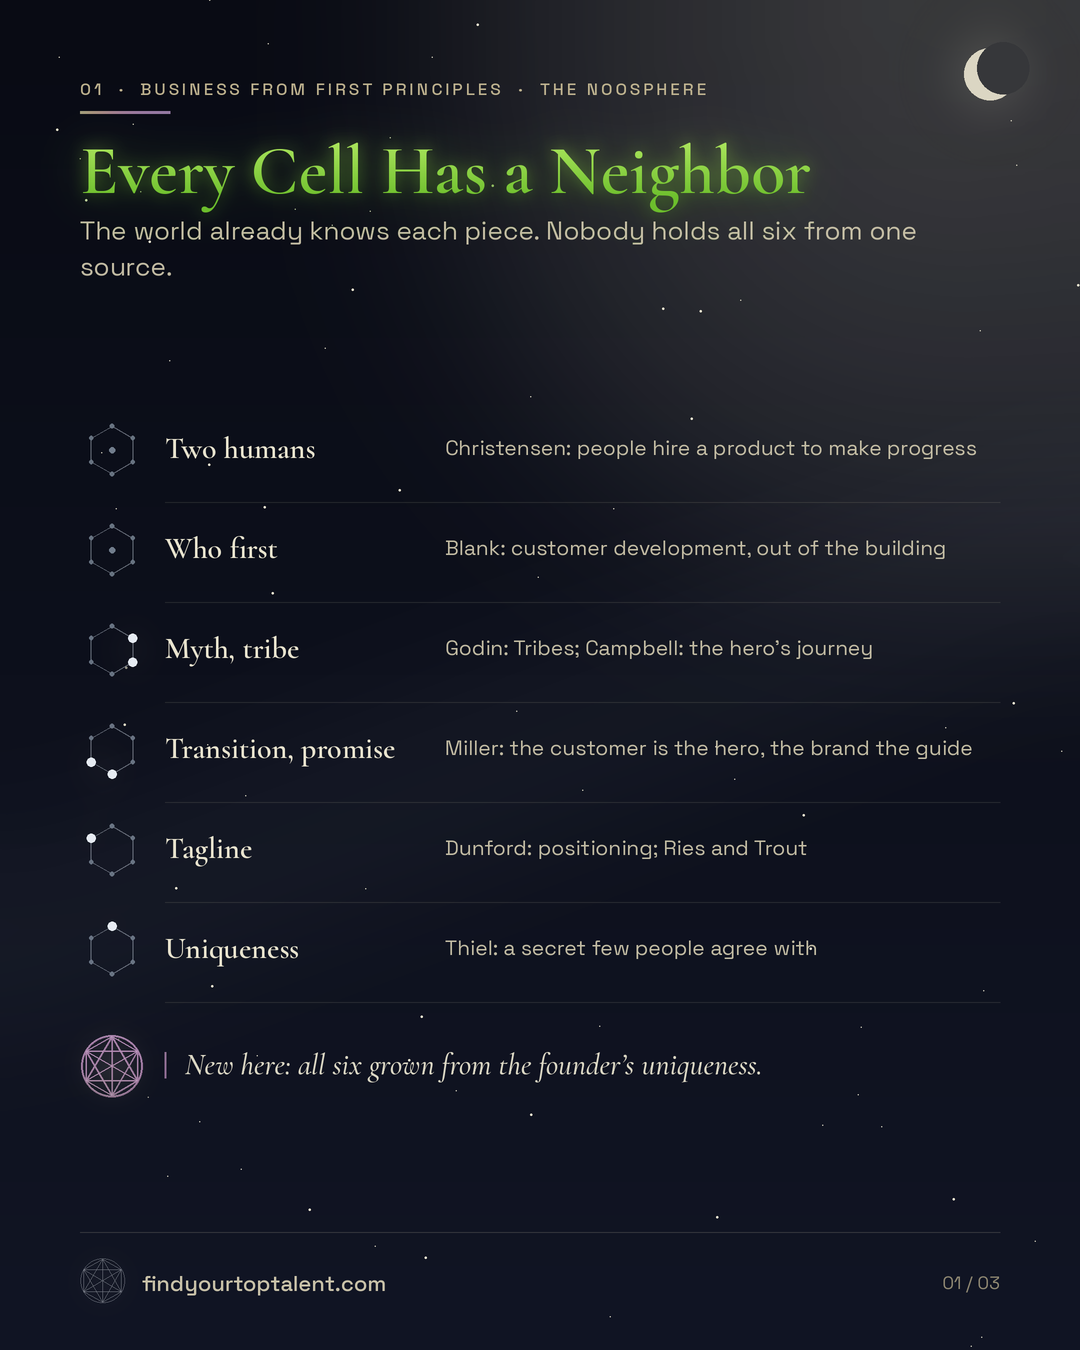 01 · BUSINESS FROM FIRST PRINCIPLES · THE NOOSPHERE
Every Cell Has a Neighbor
The world already knows each piece. Nobody holds all six from one
source.
Two humans
Christensen: people hire a product to make progress
Who first
Blank: customer development, out of the building
Myth, tribe
Godin: Tribes; Campbell: the hero's journey
Transition, promise
Miller: the customer is the hero, the brand the guide
Tagline
Dunford: positioning; Ries and Trout
Uniqueness
Thiel: a secret few people agree with
New here: all six grown from the founder's uniqueness.
findyourtoptalent.com
01 / 03